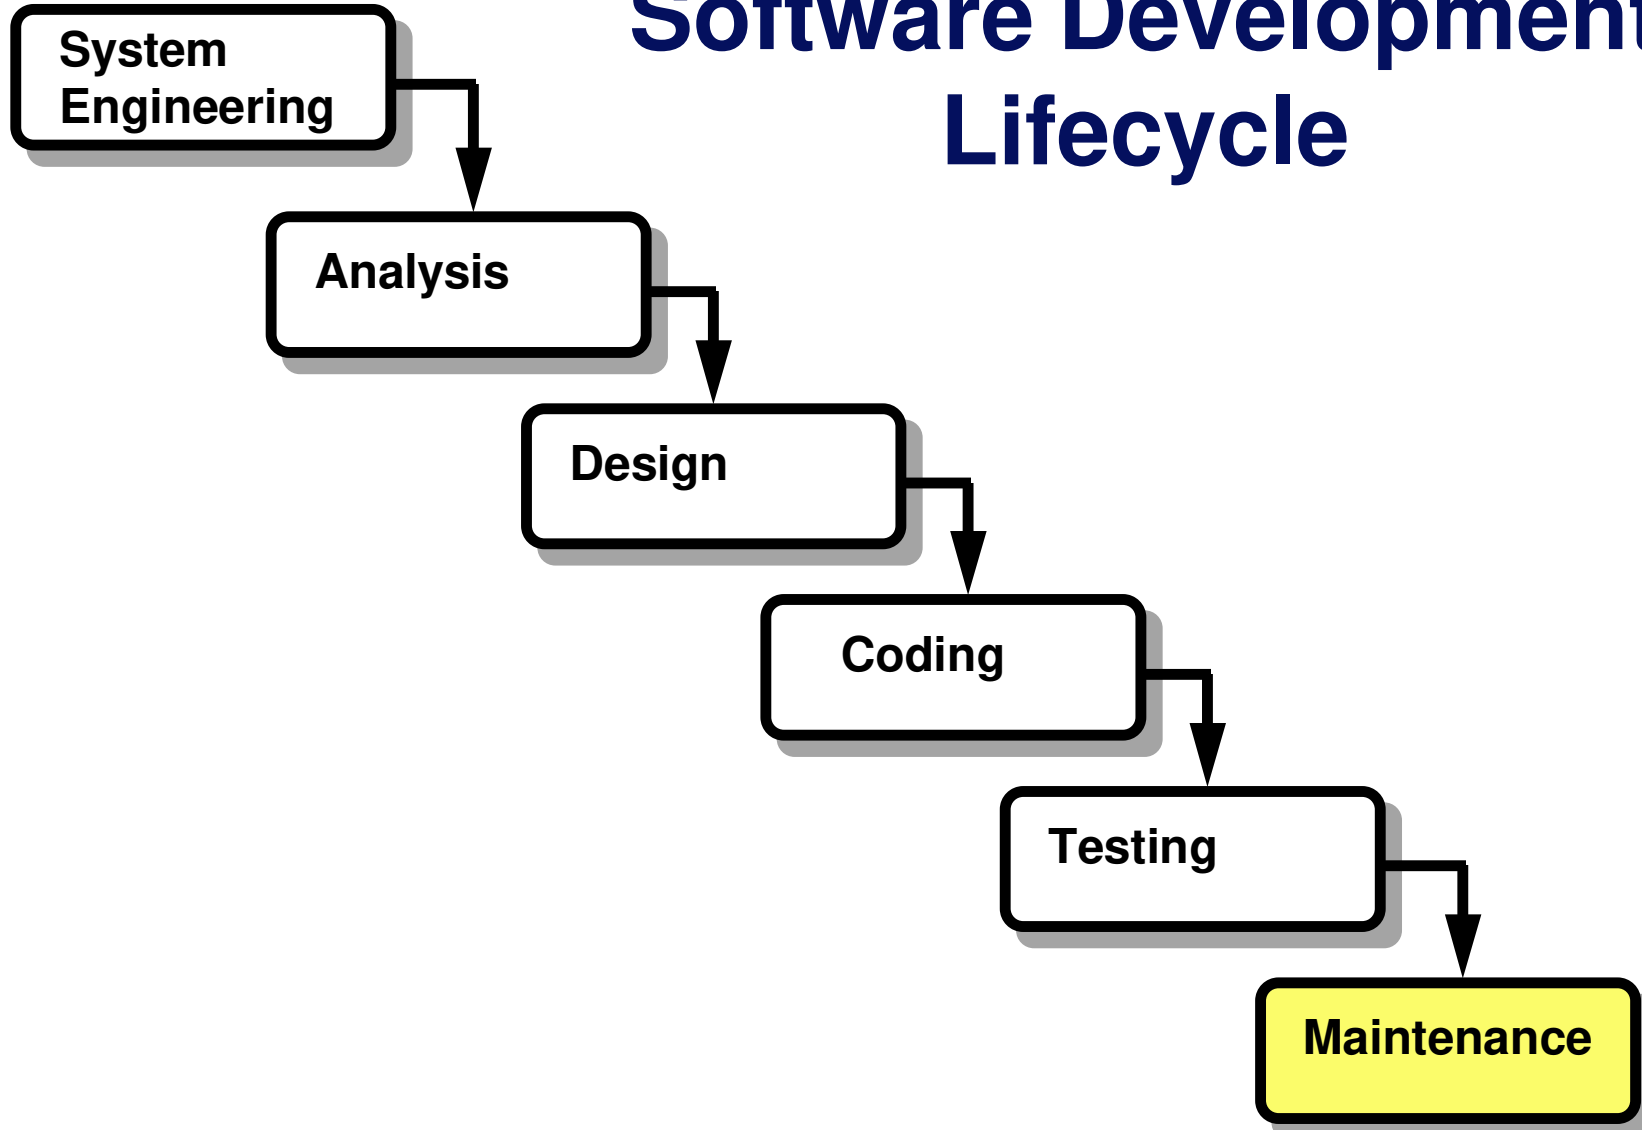 Software Development
Lifecycle
System
Engineering
Analysis
Design
Coding
Testing
Maintenance